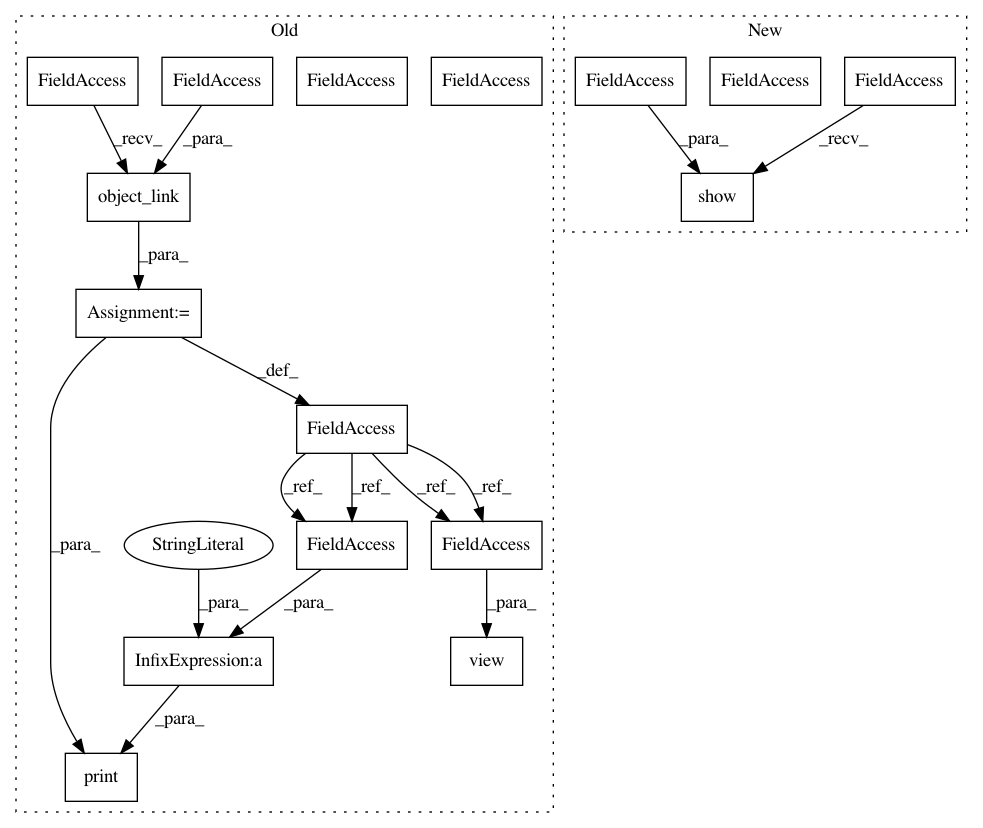 Old
New
FieldAccess
FieldAccess
FieldAccess
FieldAccess
FieldAccess
FieldAccess
FieldAccess
_recv_
_para_
_para_
_recv_
object_link
show
_para_
Assignment:=
_def_
FieldAccess
_ref_
_ref_
_ref_
_ref_
_para_
StringLiteral
FieldAccess
FieldAccess
_para_
_para_
_para_
InfixExpression:a
view
_para_
print